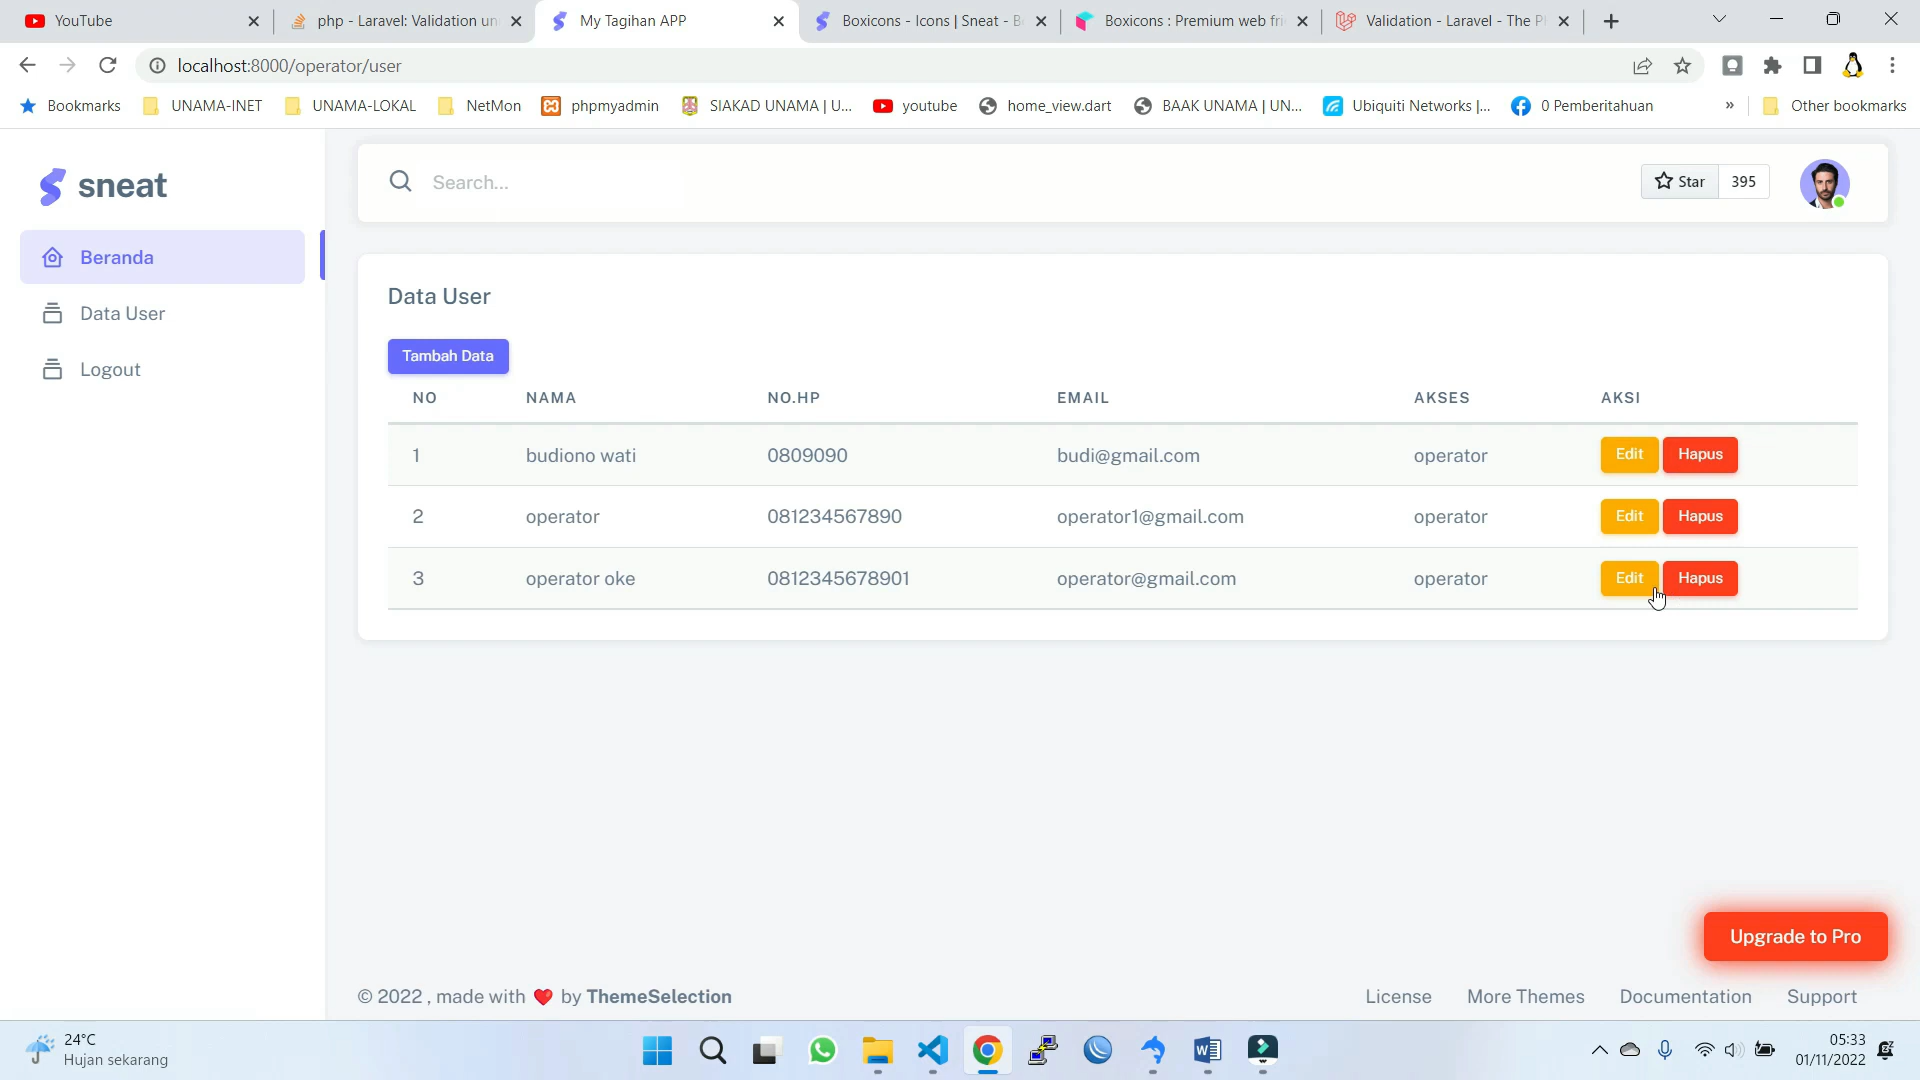 YouTube
php - Laravel: Validation un
My Tagihan APP
Boxicons - Icons | Sneat - B
Boxicons : Premium web fri
Validation - Laravel - The P
localhost:8000/operator/user
Bookmarks
UNAMA-INET
UNAMA-LOKAL
NetMon
phpmyadmin
SIAKAD UNAMA | U...
youtube
home_view.dart
BAAK UNAMA | UN...
Ubiquiti Networks |...
0 Pemberitahuan
»
Other bookmarks
sneat
Search...
Star 395
Beranda
Data User
Logout
Data User
Tambah Data
NO NAMA NO.HP EMAIL AKSES AKSI
1 budiono wati 0809090 budi@gmail.com operator Edit Hapus
2 operator 081234567890 operator1@gmail.com operator Edit Hapus
3 operator oke 0812345678901 operator@gmail.com operator Edit Hapus
Upgrade to Pro
© 2022 , made with ❤️ by ThemeSelection
License More Themes Documentation Support
24°C
Hujan sekarang
05:33
01/11/2022